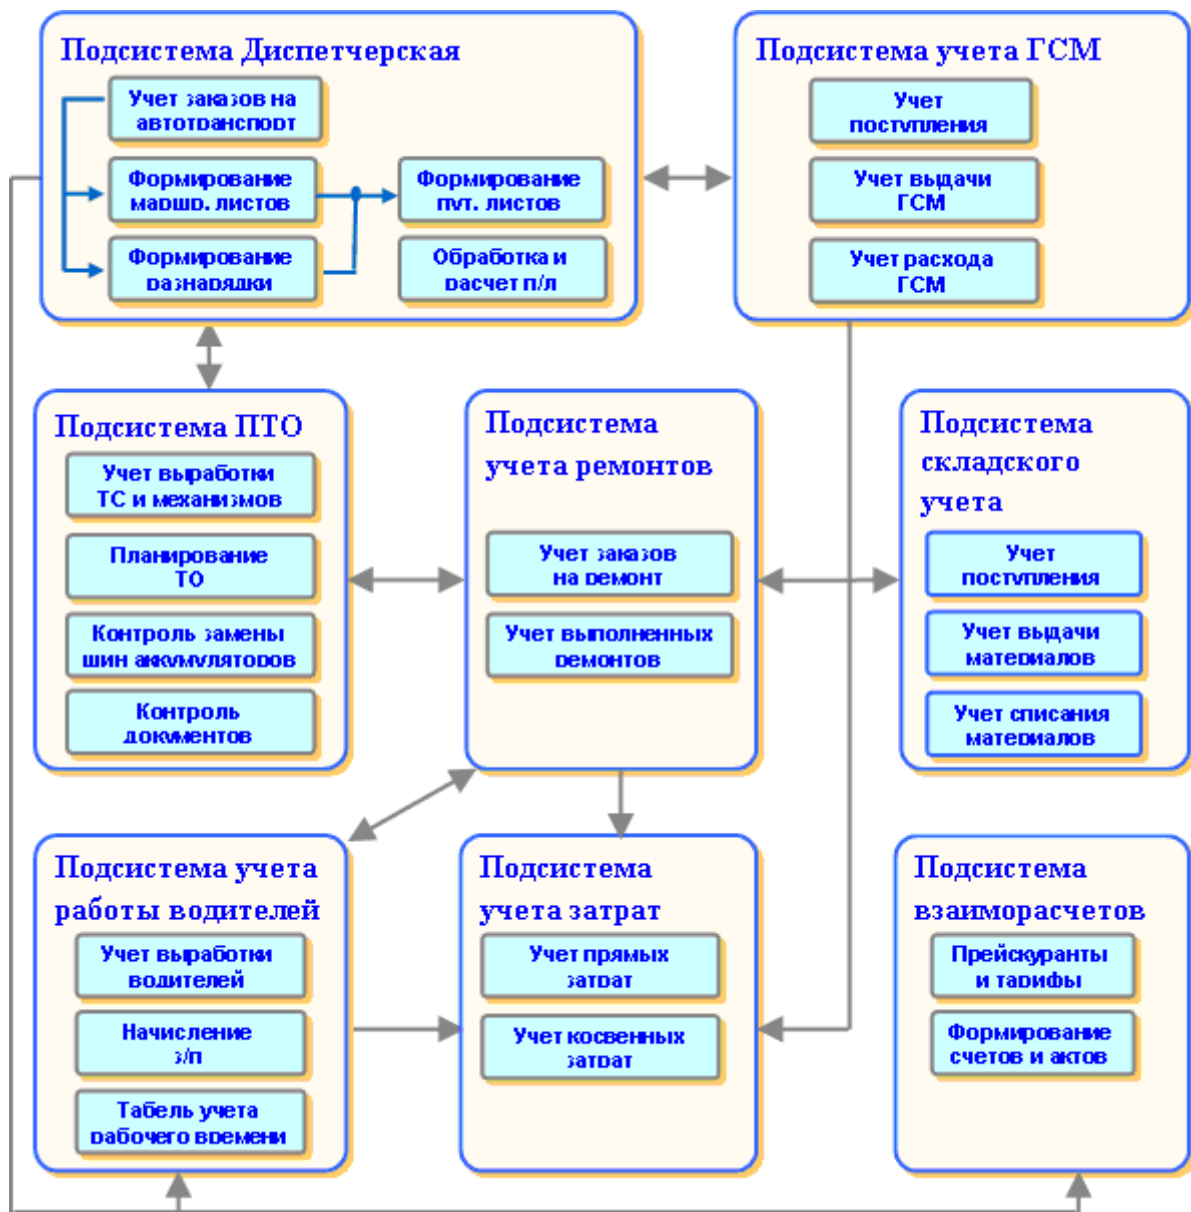 Подсистема Диспетчерская
Учет заказов на
автотранспорт
Формирование
маршр. листов
Формирование
разнарядки
Формирование
пут. листов
Обработка и
расчет п/л
Подсистема учета ГСМ
Учет
поступления
Учет выдачи
ГСМ
Учет расхода
ГСМ
Подсистема ПТО
Учет выработки
ТС и механизмов
Планирование
ТО
Контроль замены
шин аккумуляторов
Контроль
документов
Подсистема
учета ремонтов
Учет заказов
на ремонт
Учет выполненных
ремонтов
Подсистема
складского
учета
Учет
поступления
Учет выдачи
материалов
Учет списания
материалов
Подсистема учета
работы водителей
Учет выработки
водителей
Начисление
з/п
Табель учета
рабочего времени
Подсистема
учета затрат
Учет прямых
затрат
Учет косвенных
затрат
Подсистема
взаиморасчетов
Прейскуранты
и тарифы
Формирование
счетов и актов